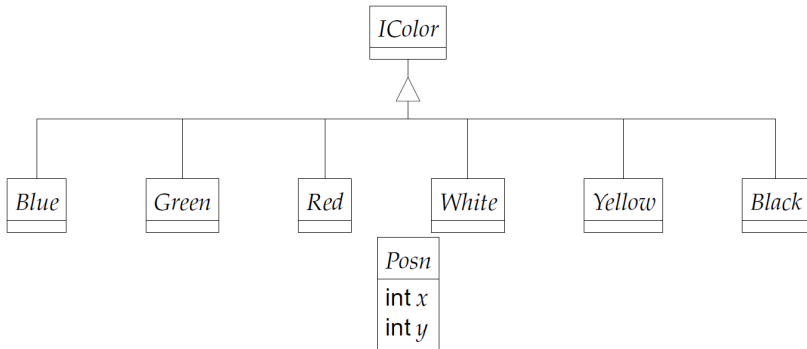 IColor
Blue Green Red White Yellow Black
Posn
int x
int y